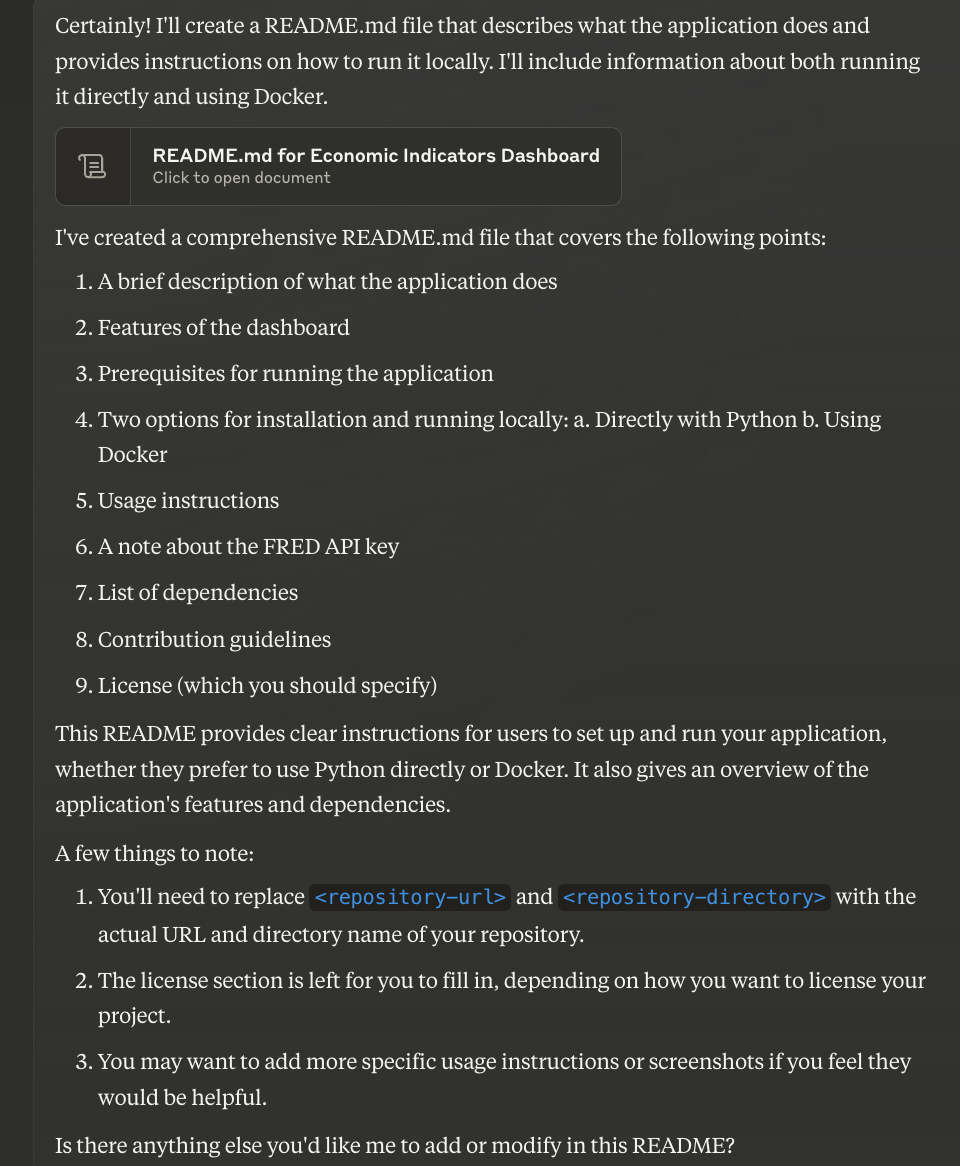 Certainly! I'll create a README.md file that describes what the application does and
provides instructions on how to run it locally. I'll include information about both running
it directly and using Docker.
README.md for Economic Indicators Dashboard
Click to open document
I've created a comprehensive README.md file that covers the following points:
1. A brief description of what the application does
2. Features of the dashboard
3. Prerequisites for running the application
4. Two options for installation and running locally: a. Directly with Python b. Using
Docker
5. Usage instructions
6. A note about the FRED API key
7. List of dependencies
8. Contribution guidelines
9. License (which you should specify)
This README provides clear instructions for users to set up and run your application,
whether they prefer to use Python directly or Docker. It also gives an overview of the
application's features and dependencies.
A few things to note:
1. You'll need to replace <repository-url> and <repository-directory> with the
actual URL and directory name of your repository.
2. The license section is left for you to fill in, depending on how you want to license your
project.
3. You may want to add more specific usage instructions or screenshots if you feel they
would be helpful.
Is there anything else you'd like me to add or modify in this README?